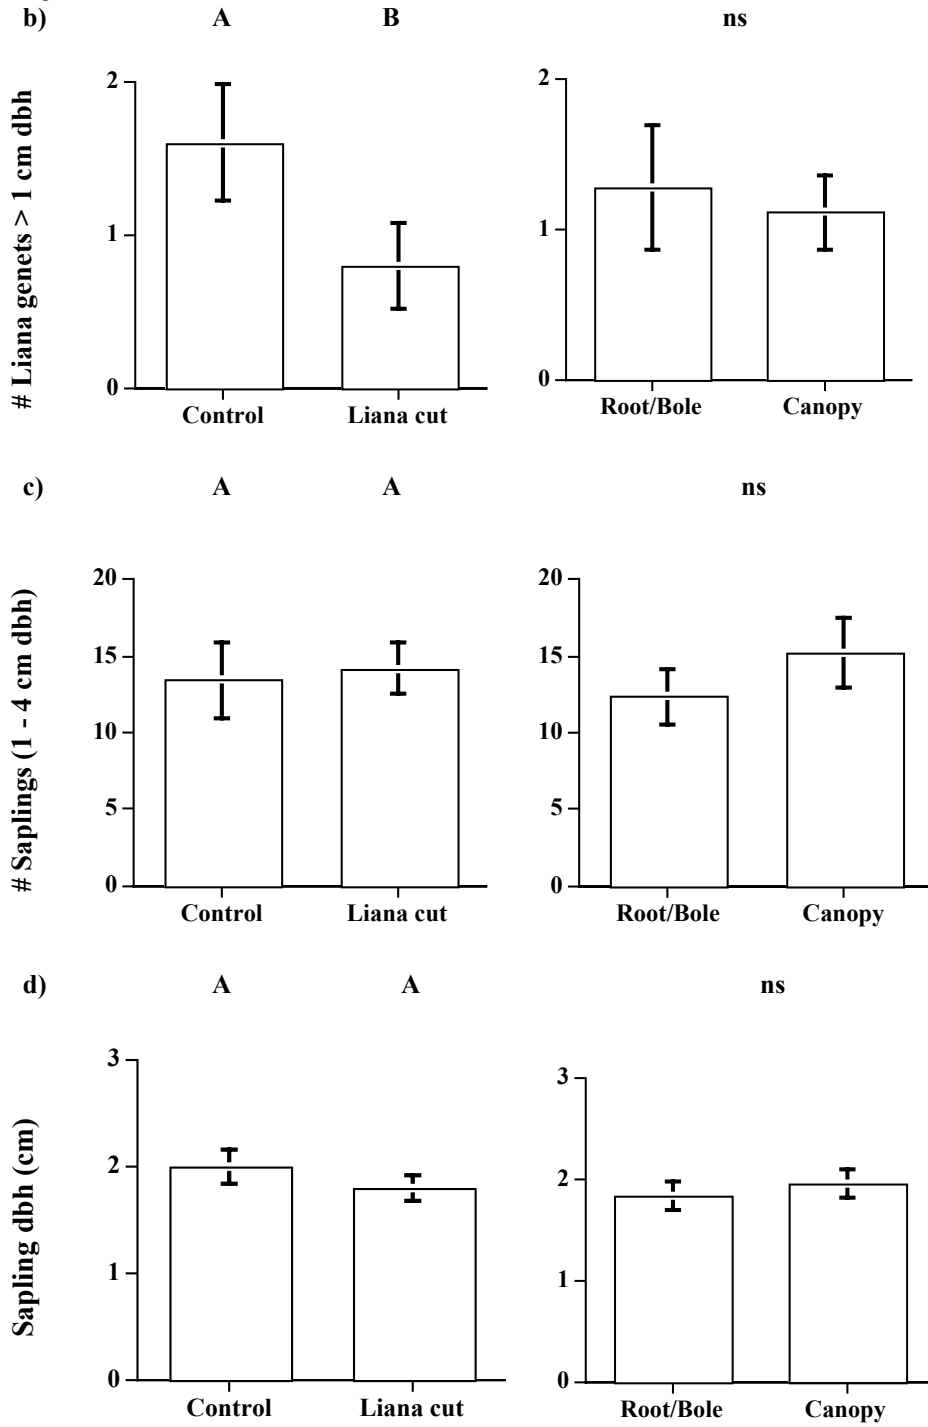 b) A B ns
# Liana genets > 1 cm dbh
2
1
0
Control Liana cut
2
1
0
Root/Bole Canopy
c) A A ns
# Saplings (1 - 4 cm dbh)
20
15
10
5
0
Control Liana cut
20
15
10
5
0
Root/Bole Canopy
d) A A ns
Sapling dbh (cm)
3
2
1
0
Control Liana cut
3
2
1
0
Root/Bole Canopy